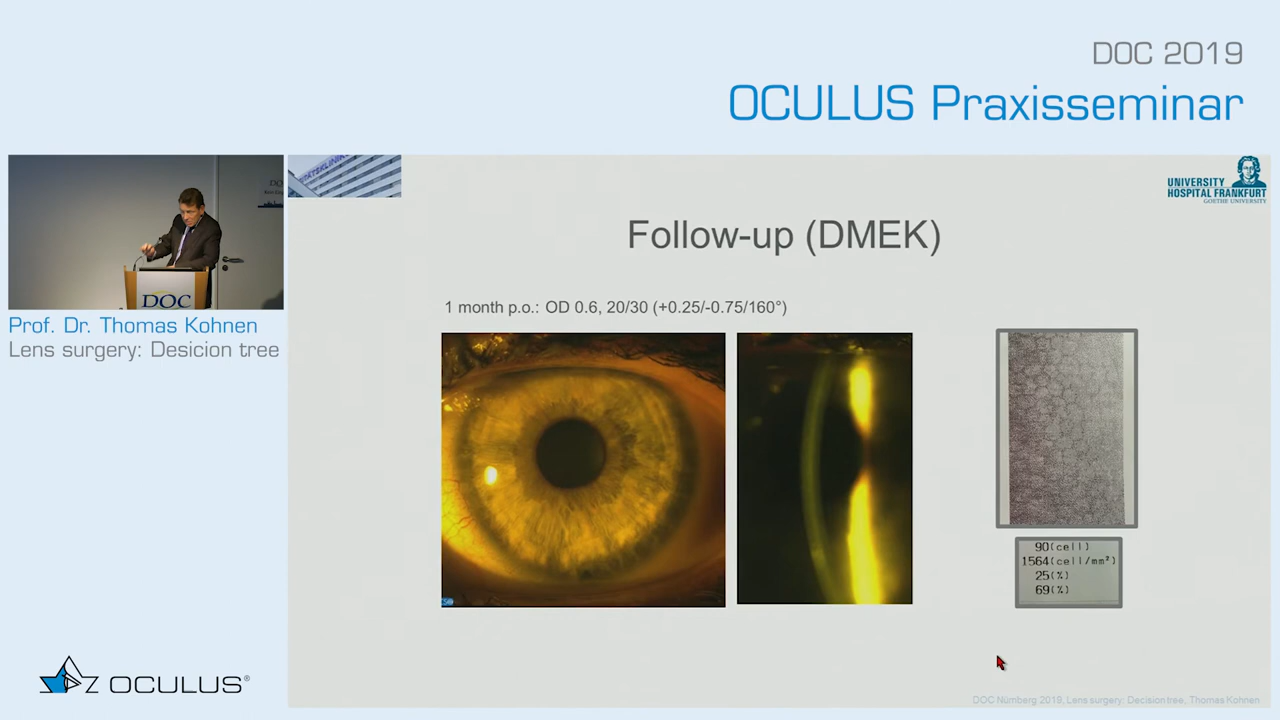 DOC 2019
OCULUS Praxisseminar
UNIVERSITY
HOSPITAL FRANKFURT
GOETHE UNIVERSITY
Follow-up (DMEK)
1 month p.o.: OD 0.6, 20/30 (+0.25/-0.75/160°)
DOC
Prof. Dr. Thomas Kohnen
Lens surgery: Desicion tree
90(cell)
1564(cell/mm²)
25(%)
69(%)
OCULUS®
DOC Nürnberg 2019, Lens surgery: Decision tree, Thomas Kohnen